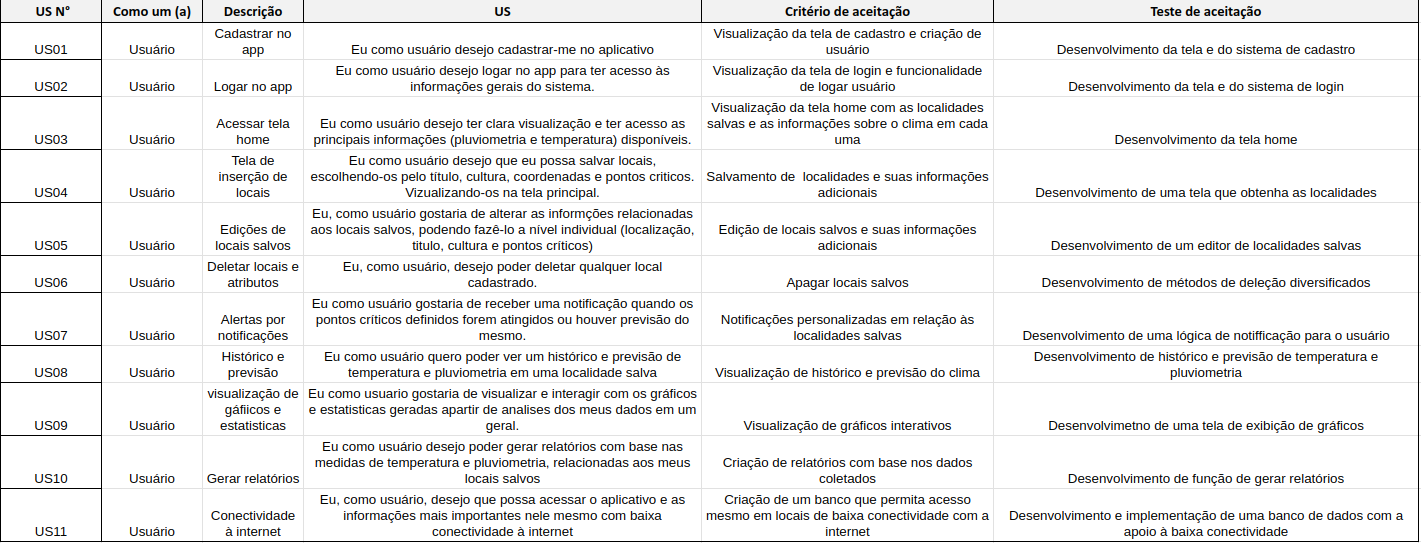 US N° Como um (a) Descrição US Critério de aceitação Teste de aceitação
Cadastrar no Visualização da tela de cadastro e criação de
US01 Usuário app Eu como usuário desejo cadastrar-me no aplicativo usuário Desenvolvimento da tela e do sistema de cadastro
Eu como usuário desejo logar no app para ter acesso às Visualização da tela de login e funcionalidade
US02 Usuário Logar no app informações gerais do sistema. de logar usuário Desenvolvimento da tela e do sistema de login
Visualização da tela home com as localidades
Acessar tela Eu como usuário desejo ter clara visualização e ter acesso as salvas e as informações sobre o clima em cada
US03 Usuário home principais informações (pluviometria e temperatura) disponíveis. uma Desenvolvimento da tela home
Tela de Eu como usuário desejo que eu possa salvar locais,
inserção de escolhendo-os pelo título, cultura, coordenadas e pontos criticos. Salvamento de localidades e suas informações
US04 Usuário locais Vizualizando-os na tela principal. adicionais Desenvolvimento de uma tela que obtenha as localidades
Eu, como usuário gostaria de alterar as informções relacionadas
Edições de aos locais salvos, podendo fazê-lo a nível individual (localização, Edição de locais salvos e suas informações
US05 Usuário locais salvos titulo, cultura e pontos críticos) adicionais Desenvolvimento de um editor de localidades salvas
Deletar locais e Eu, como usuário, desejo poder deletar qualquer local
US06 Usuário atributos cadastrado. Apagar locais salvos Desenvolvimento de métodos de deleção diversificados
Eu como usuário gostaria de receber uma notificação quando os
Alertas por pontos críticos definidos forem atingidos ou houver previsão do Notificações personalizadas em relação às
US07 Usuário notificações mesmo. localidades salvas Desenvolvimento de uma lógica de notifficação para o usuário
Histórico e Eu como usuário quero poder ver um histórico e previsão de Desenvolvimento de histórico e previsão de temperatura e
US08 Usuário previsão temperatura e pluviometria em uma localidade salva Visualização de histórico e previsão do clima pluviometria
visualização de Eu como usuario gostaria de visualizar e interagir com os gráficos
gáfiicos e e estatisticas geradas apartir de analises dos meus dados em um
US09 Usuário estatisticas geral. Visualização de gráficos interativos Desenvolvimetno de uma tela de exibição de gráficos
Eu como usuário desejo poder gerar relatórios com base nas
medidas de temperatura e pluviometria, relacionadas aos meus Criação de relatórios com base nos dados
US10 Usuário Gerar relatórios locais salvos coletados Desenvolvimento de função de gerar relatórios
Eu, como usuário, desejo que possa acessar o aplicativo e as Criação de um banco que permita acesso
Conectividade informações mais importantes nele mesmo com baixa mesmo em locais de baixa conectividade com a Desenvolvimento e implementação de uma banco de dados com a
US11 Usuário à internet conectividade à internet internet apoio à baixa conectividade